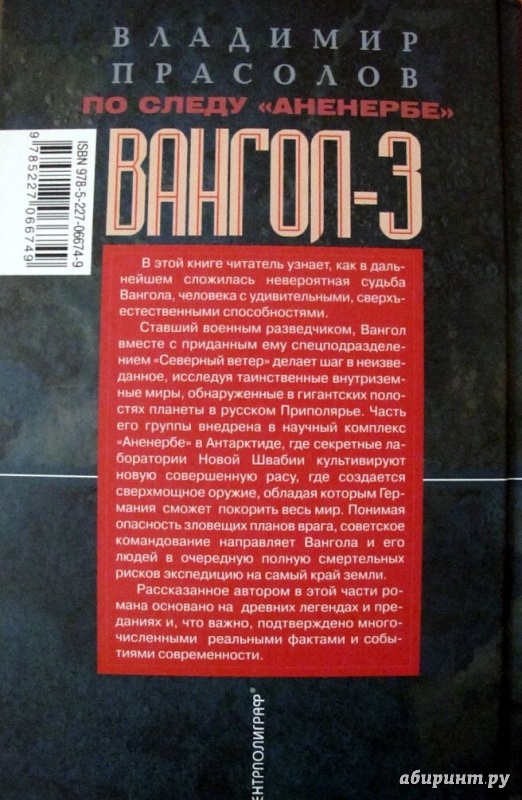 ВЛАДИМИР
ПРАСОЛОВ
ПО СЛЕДУ «АНЕНЕРБЕ»
ВАНГОЛ-3
ISBN 978-5-227-06674-9
9 785227 066749
В этой книге читатель узнает, как в даль-
нейшем сложилась невероятная судьба
Вангола, человека с удивительными, сверхъ-
естественными способностями.
Ставший военным разведчиком, Вангол
вместе с приданным ему спецподразделе-
нием «Северный ветер» делает шаг в неизве-
данное, исследуя таинственные внутризем-
ные миры, обнаруженные в гигантских поло-
стях планеты в русском Приполярье. Часть
его группы внедрена в научный комплекс
«Аненербе» в Антарктиде, где секретные ла-
боратории Новой Швабии культивируют
новую совершенную расу, где создается
сверхмощное оружие, обладая которым Гер-
мания сможет покорить весь мир. Понимая
опасность зловещих планов врага, советское
командование направляет Вангола и его
людей в очередную полную смертельных
рисков экспедицию на самый край земли.
Рассказанное автором в этой части ро-
мана основано на древних легендах и пре-
даниях и, что важно, подтверждено много-
численными реальными фактами и собы-
тиями современности.
ЕНТРПОЛИГРАФ®
абиринт.ру